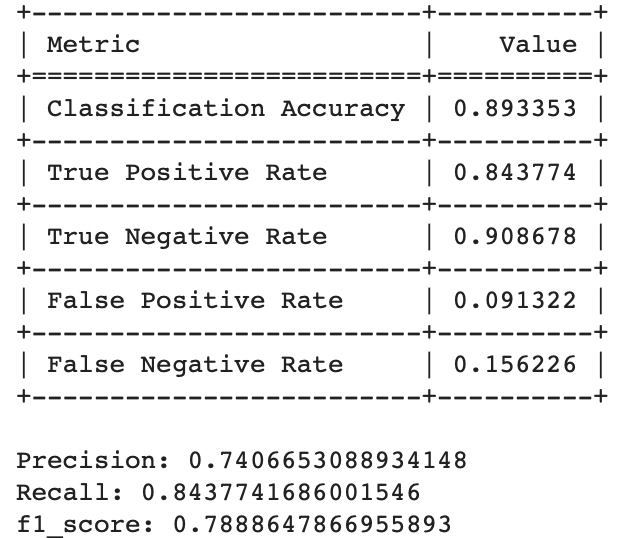 +-------------------------+----------+
| Metric                  |    Value |
+=========================+==========+
| Classification Accuracy | 0.893353 |
+-------------------------+----------+
| True Positive Rate      | 0.843774 |
+-------------------------+----------+
| True Negative Rate      | 0.908678 |
+-------------------------+----------+
| False Positive Rate     | 0.091322 |
+-------------------------+----------+
| False Negative Rate     | 0.156226 |
+-------------------------+----------+
Precision: 0.7406653088934148
Recall: 0.8437741686001546
f1_score: 0.7888647866955893